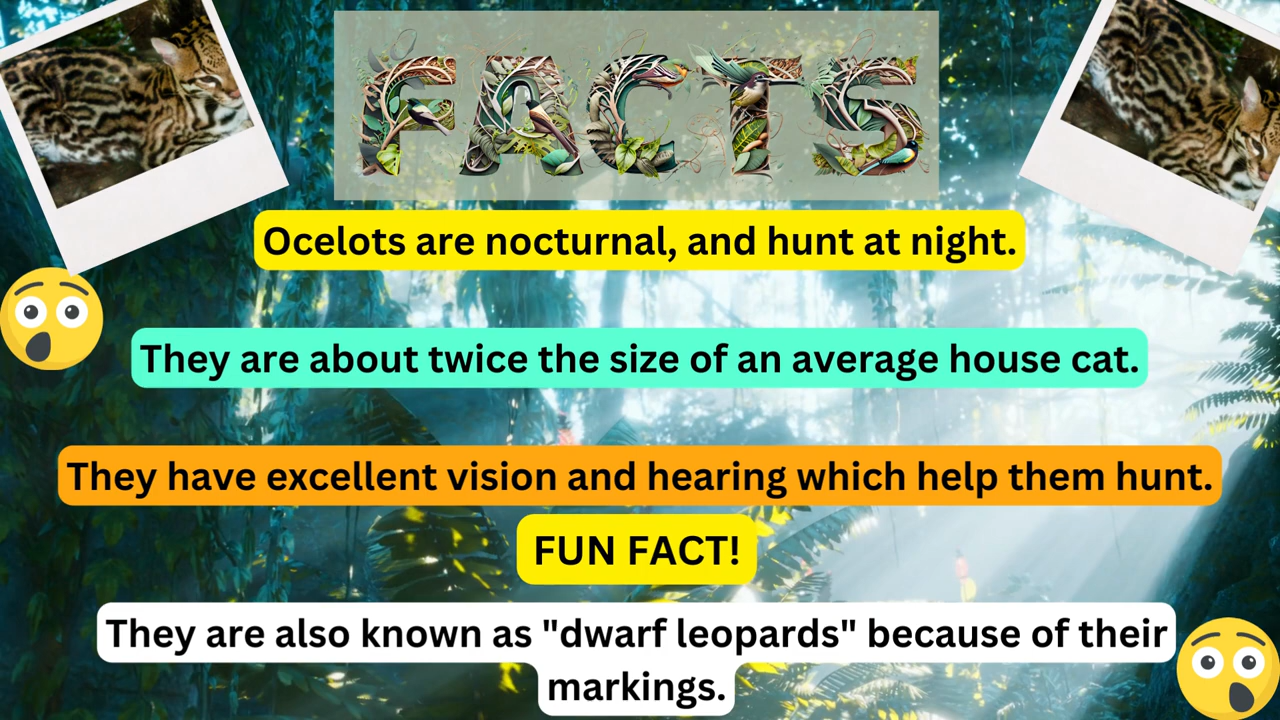 FACTS
Ocelots are nocturnal, and hunt at night.
They are about twice the size of an average house cat.
They have excellent vision and hearing which help them hunt.
FUN FACT!
They are also known as "dwarf leopards" because of their
markings.